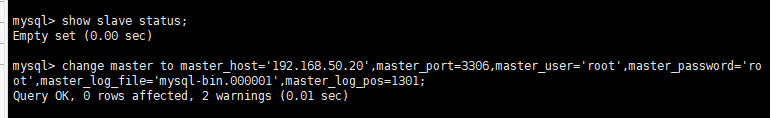 mysql> show slave status;
Empty set (0.00 sec)
mysql> change master to master_host='192.168.50.20',master_port=3306,master_user='root',master_password='ro
ot',master_log_file='mysql-bin.000001',master_log_pos=1301;
Query OK, 0 rows affected, 2 warnings (0.01 sec)